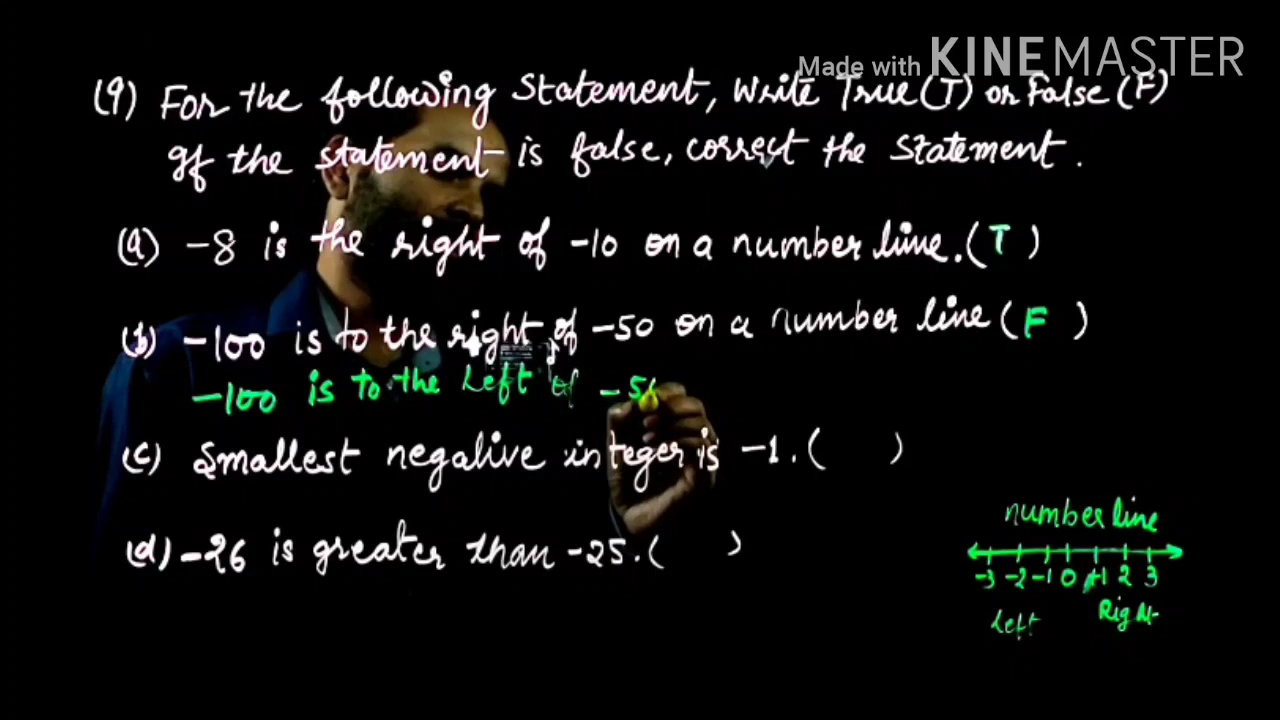 Made with KINEMASTER
(9) For the following Statement, Write True (T) or False (F)
If the statement is false, correct the statement.
(a) -8 is the right of -10 on a number line. (T)
(b) -100 is to the right of -50 on a number line (F)
-100 is to the Left of -5
(c) Smallest negative integer is -1. ( )
(d) -26 is greater than -25. ( )
number line
-3 -2 -1 0 +1 2 3
Left Right